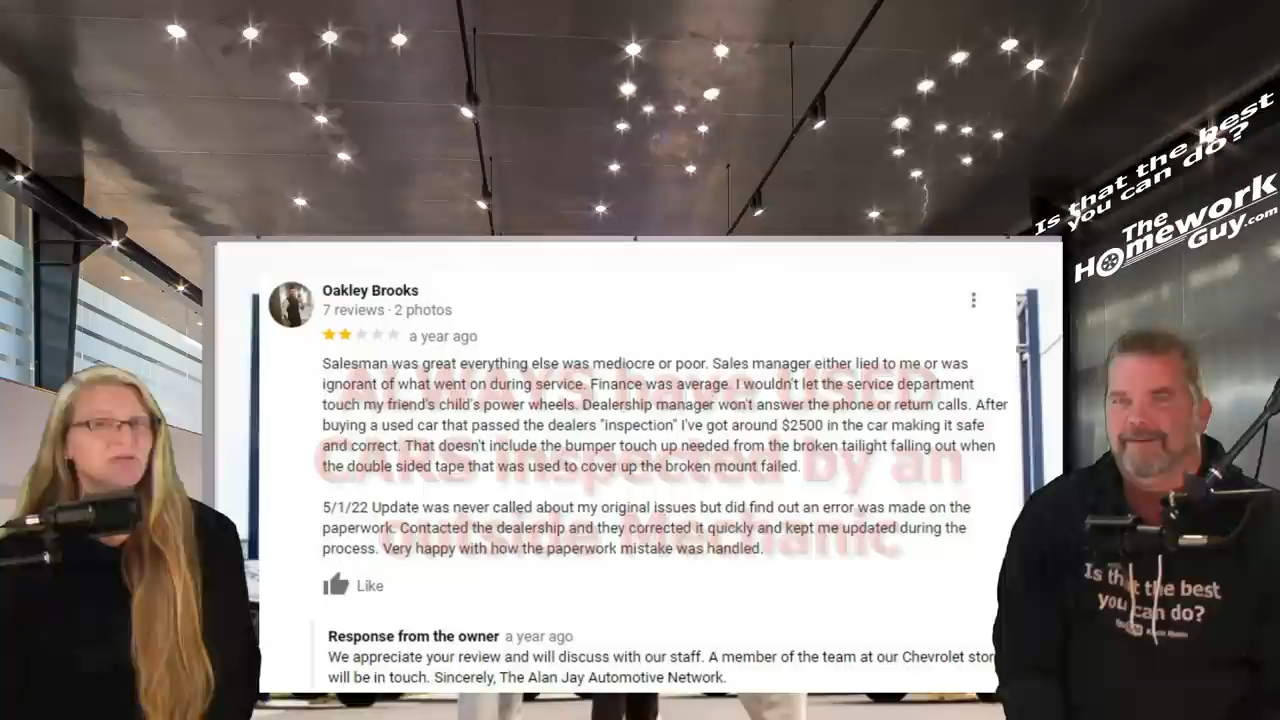 Is that the best
you can do?
The
Homework
Guy.com
Oakley Brooks
7 reviews · 2 photos
a year ago
Salesman was great everything else was mediocre or poor. Sales manager either lied to me or was
ignorant of what went on during service. Finance was average. I wouldn't let the service department
touch my friend's child's power wheels. Dealership manager won't answer the phone or return calls. After
buying a used car that passed the dealers "inspection" I've got around $2500 in the car making it safe
and correct. That doesn't include the bumper touch up needed from the broken tailight falling out when
the double sided tape that was used to cover up the broken mount failed.
5/1/22 Update was never called about my original issues but did find out an error was made on the
paperwork. Contacted the dealership and they corrected it quickly and kept me updated during the
process. Very happy with how the paperwork mistake was handled.
Like
Response from the owner a year ago
We appreciate your review and will discuss with our staff. A member of the team at our Chevrolet stor
will be in touch. Sincerely, The Alan Jay Automotive Network.
ALWAYS have USED
CARS inspected by an
outside Mechanic
Is that the best
you can do?